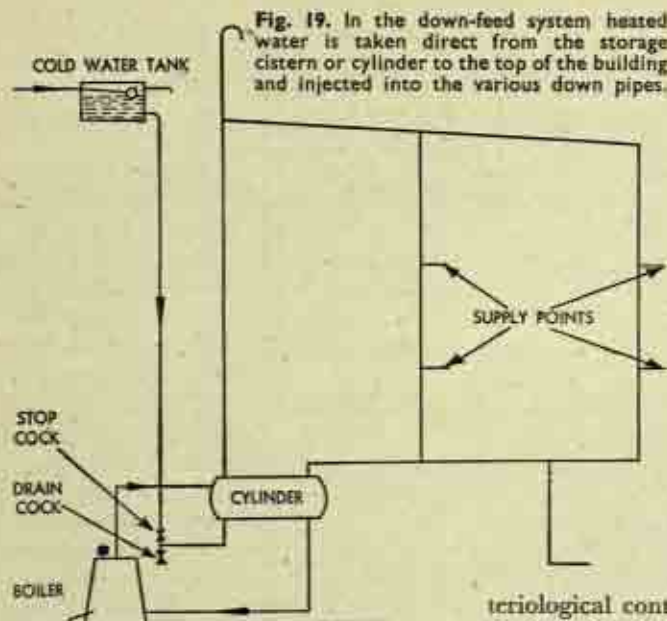 Fig. 19. In the down-feed system heated
water is taken direct from the storage
cistern or cylinder to the top of the building
and injected into the various down pipes.
COLD WATER TANK
SUPPLY POINTS
STOP
COCK
DRAIN
COCK
CYLINDER
BOILER
teriological cont